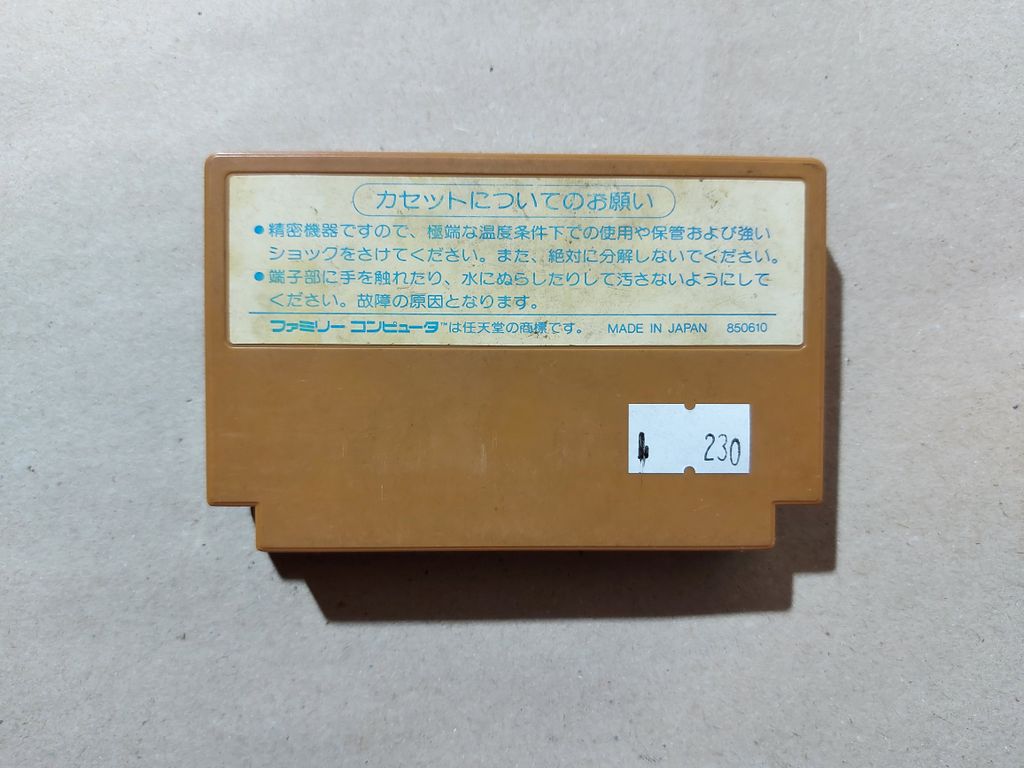 カセットについてのお願い
●精密機器ですので、極端な温度条件下での使用や保管および強い
ショックをさけてください。また、絶対に分解しないでください。
●端子部に手を触れたり、水にぬらしたりして汚さないようにして
ください。故障の原因となります。
ファミリーコンピュータ™は任天堂の商標です。 MADE IN JAPAN 850610
230